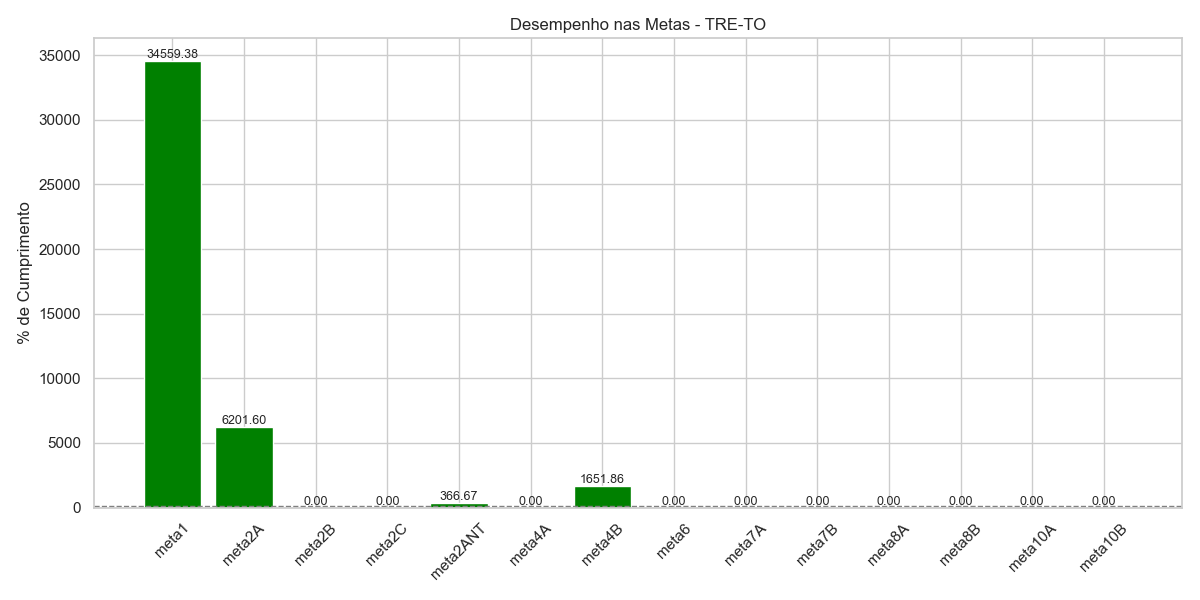 Desempenho nas Metas - TRE-TO
% de Cumprimento
35000
30000
25000
20000
15000
10000
5000
0
34559.38
6201.60
0.00
0.00
366.67
0.00
1651.86
0.00
0.00
0.00
0.00
0.00
0.00
0.00
meta1
meta2A
meta2B
meta2C
meta2ANT
meta4A
meta4B
meta6
meta7A
meta7B
meta8A
meta8B
meta10A
meta10B